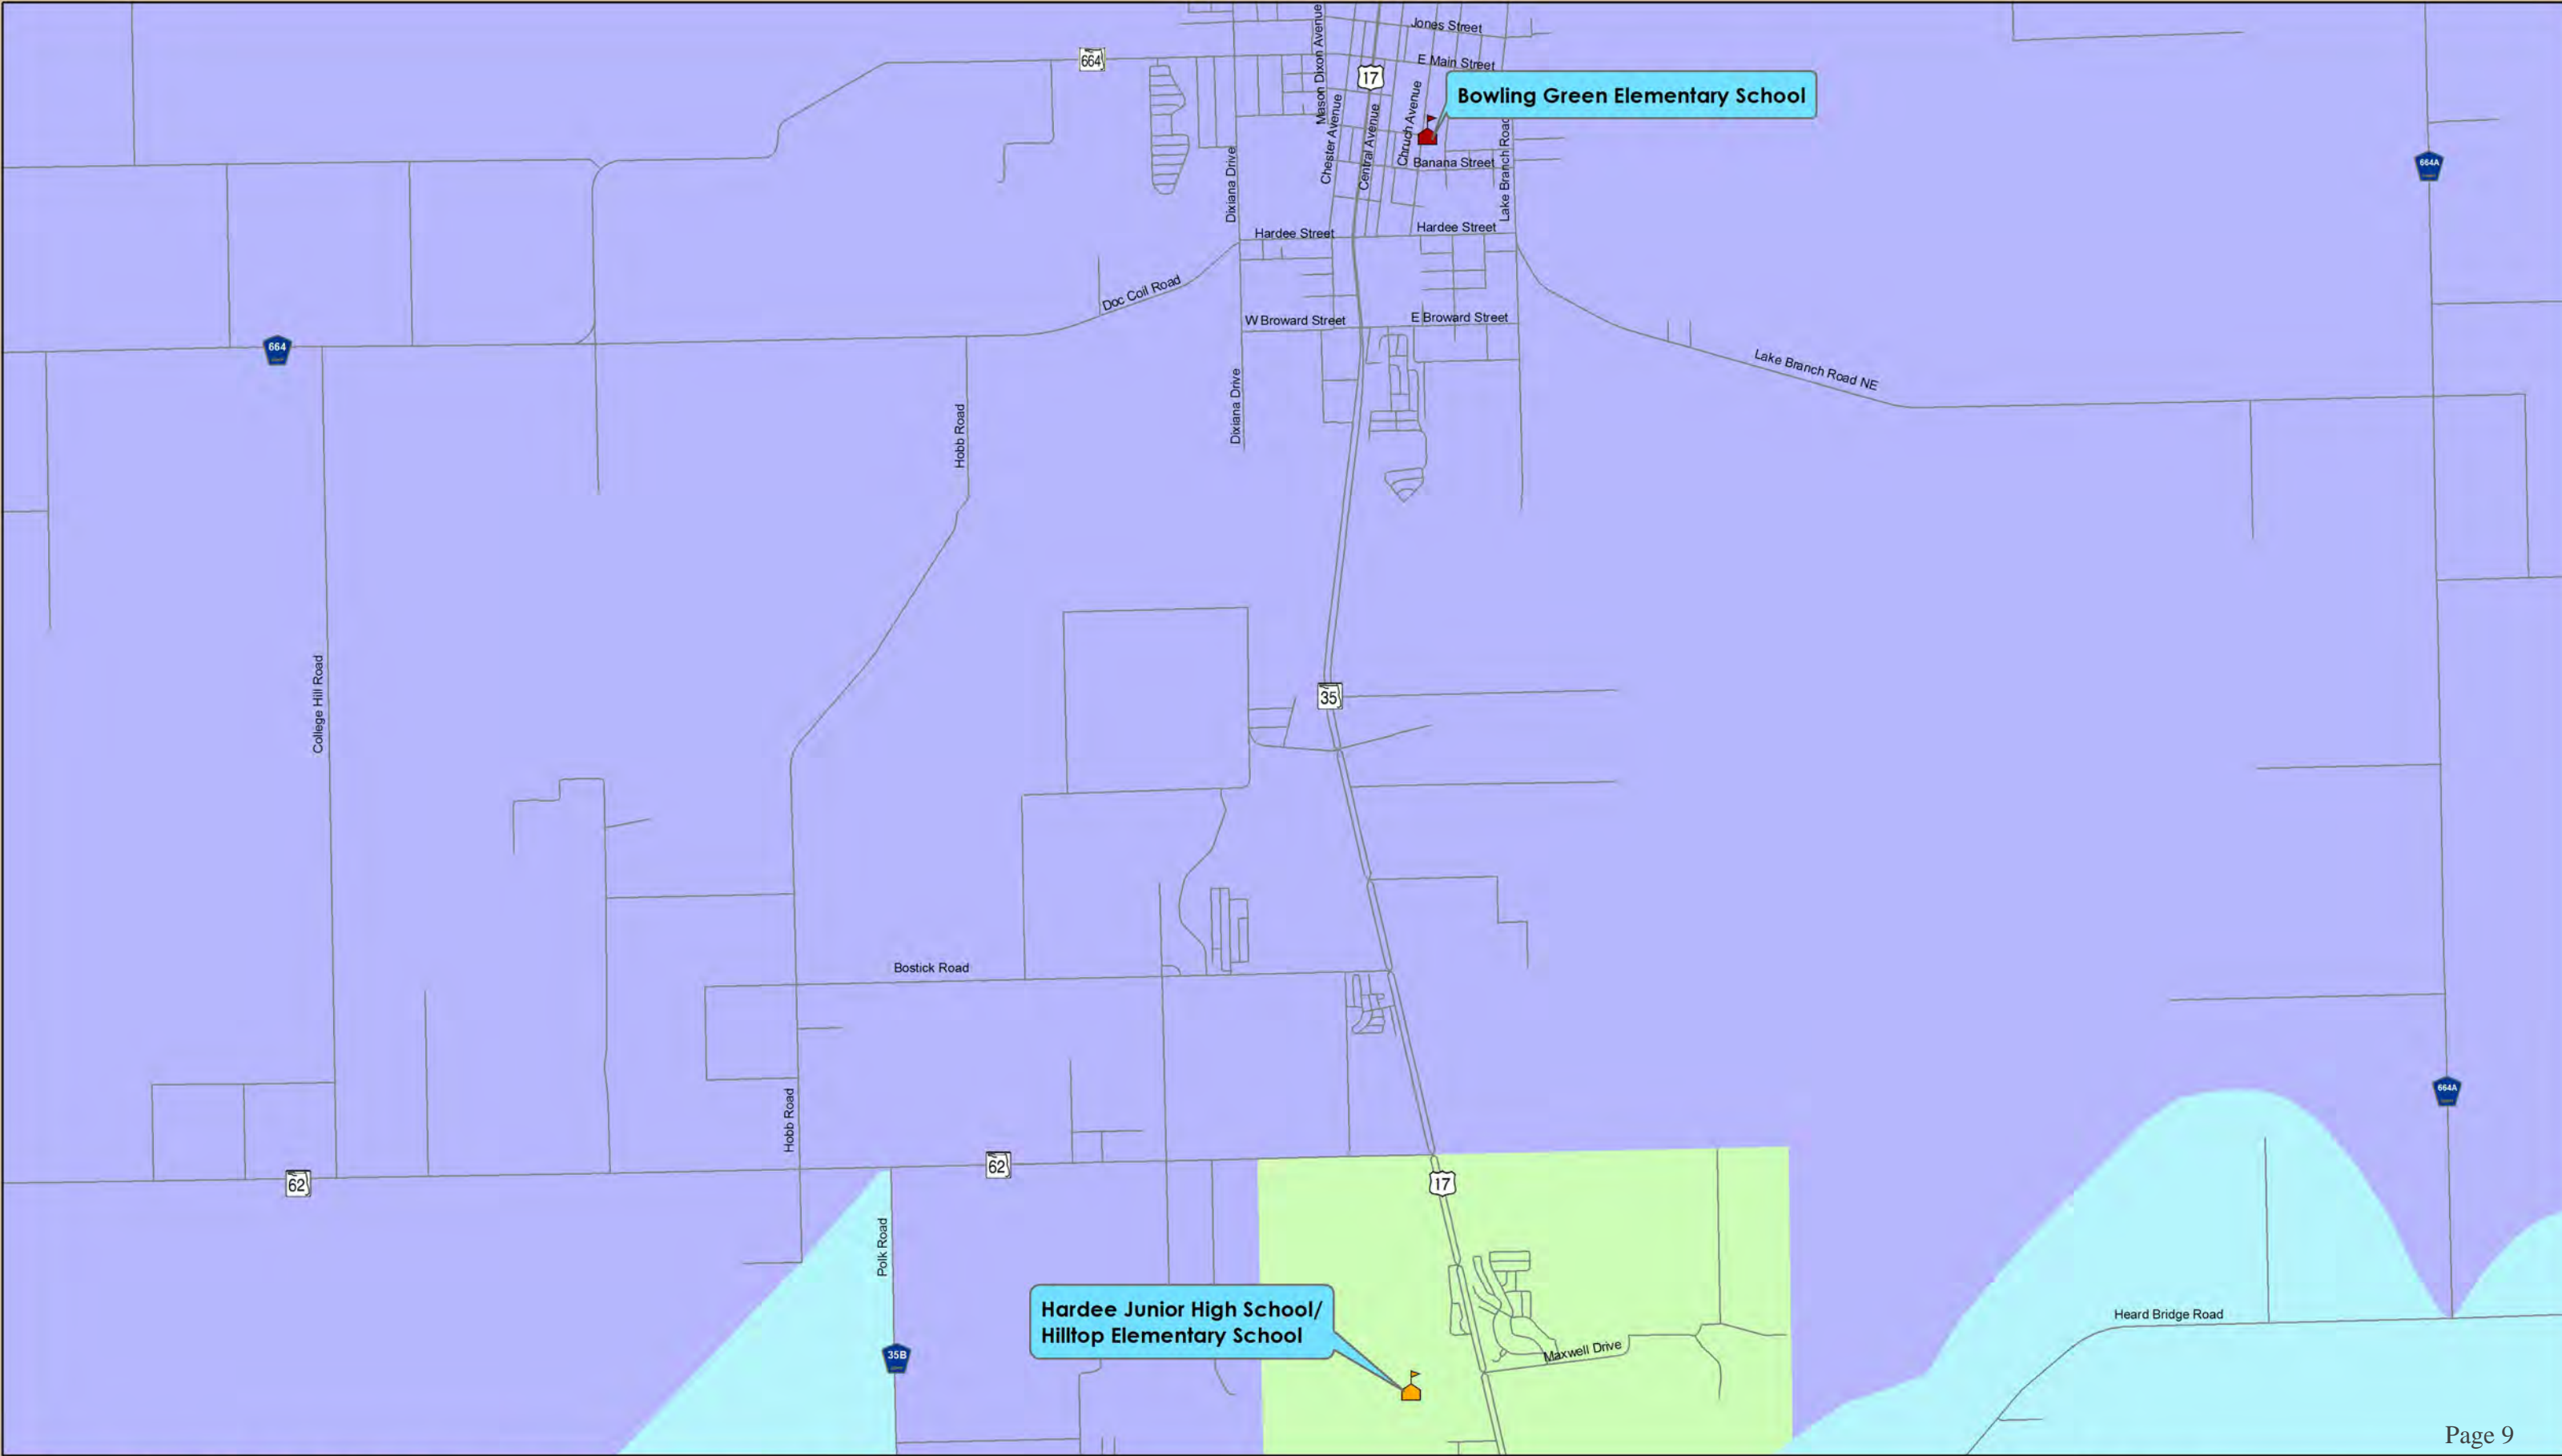 Jones Street
664
E Main Street
Mason Dixon Avenue
17
Bowling Green Elementary School
Chester Avenue
Central Avenue
Chruch Avenue
Lake Branch Road
Banana Street
664A
Dixiana Drive
Hardee Street
Hardee Street
Doc Coil Road
W Broward Street
E Broward Street
664
Lake Branch Road NE
Dixiana Drive
Hobb Road
35
College Hill Road
Bostick Road
664A
Hobb Road
62
62
17
Polk Road
Hardee Junior High School/
Hilltop Elementary School
Heard Bridge Road
Maxwell Drive
35B
Page 9